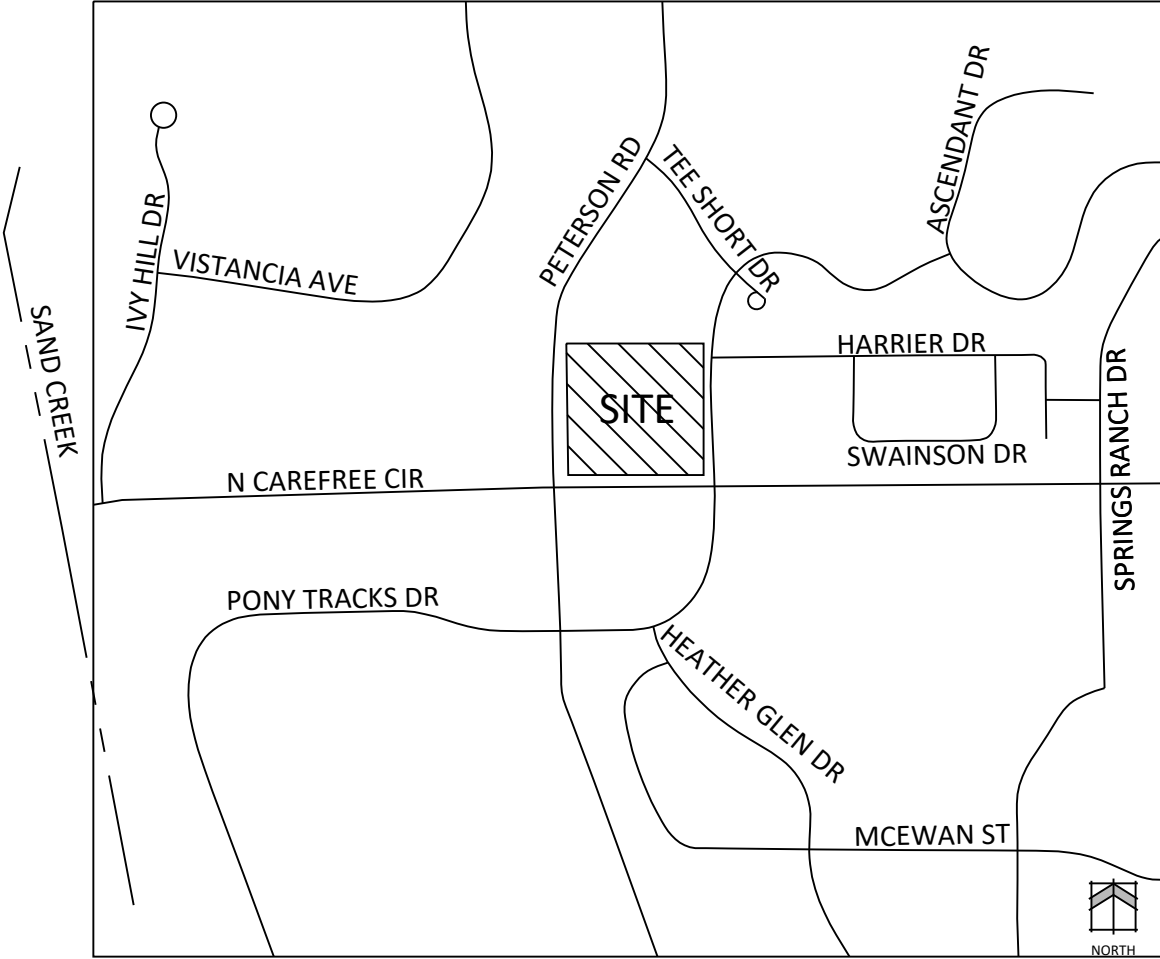 ASCENDANT DR
PETERSON RD
TEE SHORT DR
IVY HILL DR
VISTANCIA AVE
SAND CREEK
HARRIER DR
SITE
SWAINSON DR
SPRINGS RANCH DR
N CAREFREE CIR
PONY TRACKS DR
HEATHER GLEN DR
MCEWAN ST
NORTH